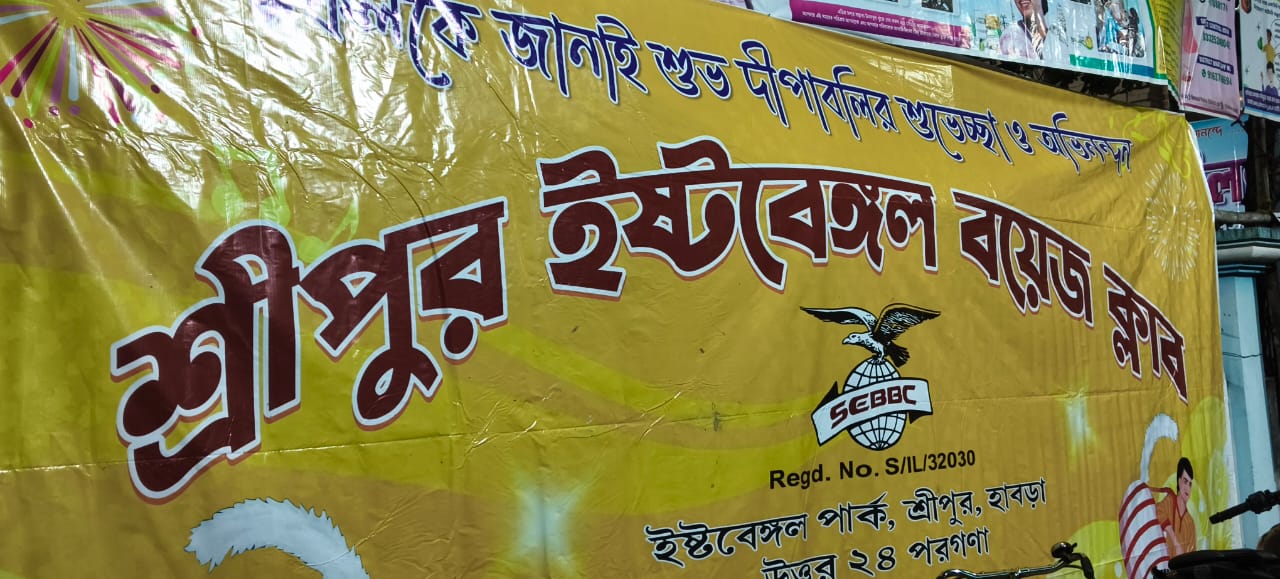 জানাই শুভ দীপাবলির শুভেচ্ছা ও অভিনন্দন
শ্রীপুর ইষ্টবেঙ্গল বয়েজ ক্লাব
SEBBC
Regd. No. S/IL/32030
ইষ্টবেঙ্গল পার্ক, শ্রীপুর, হাবড়া
উত্তর ২৪ পরগণা